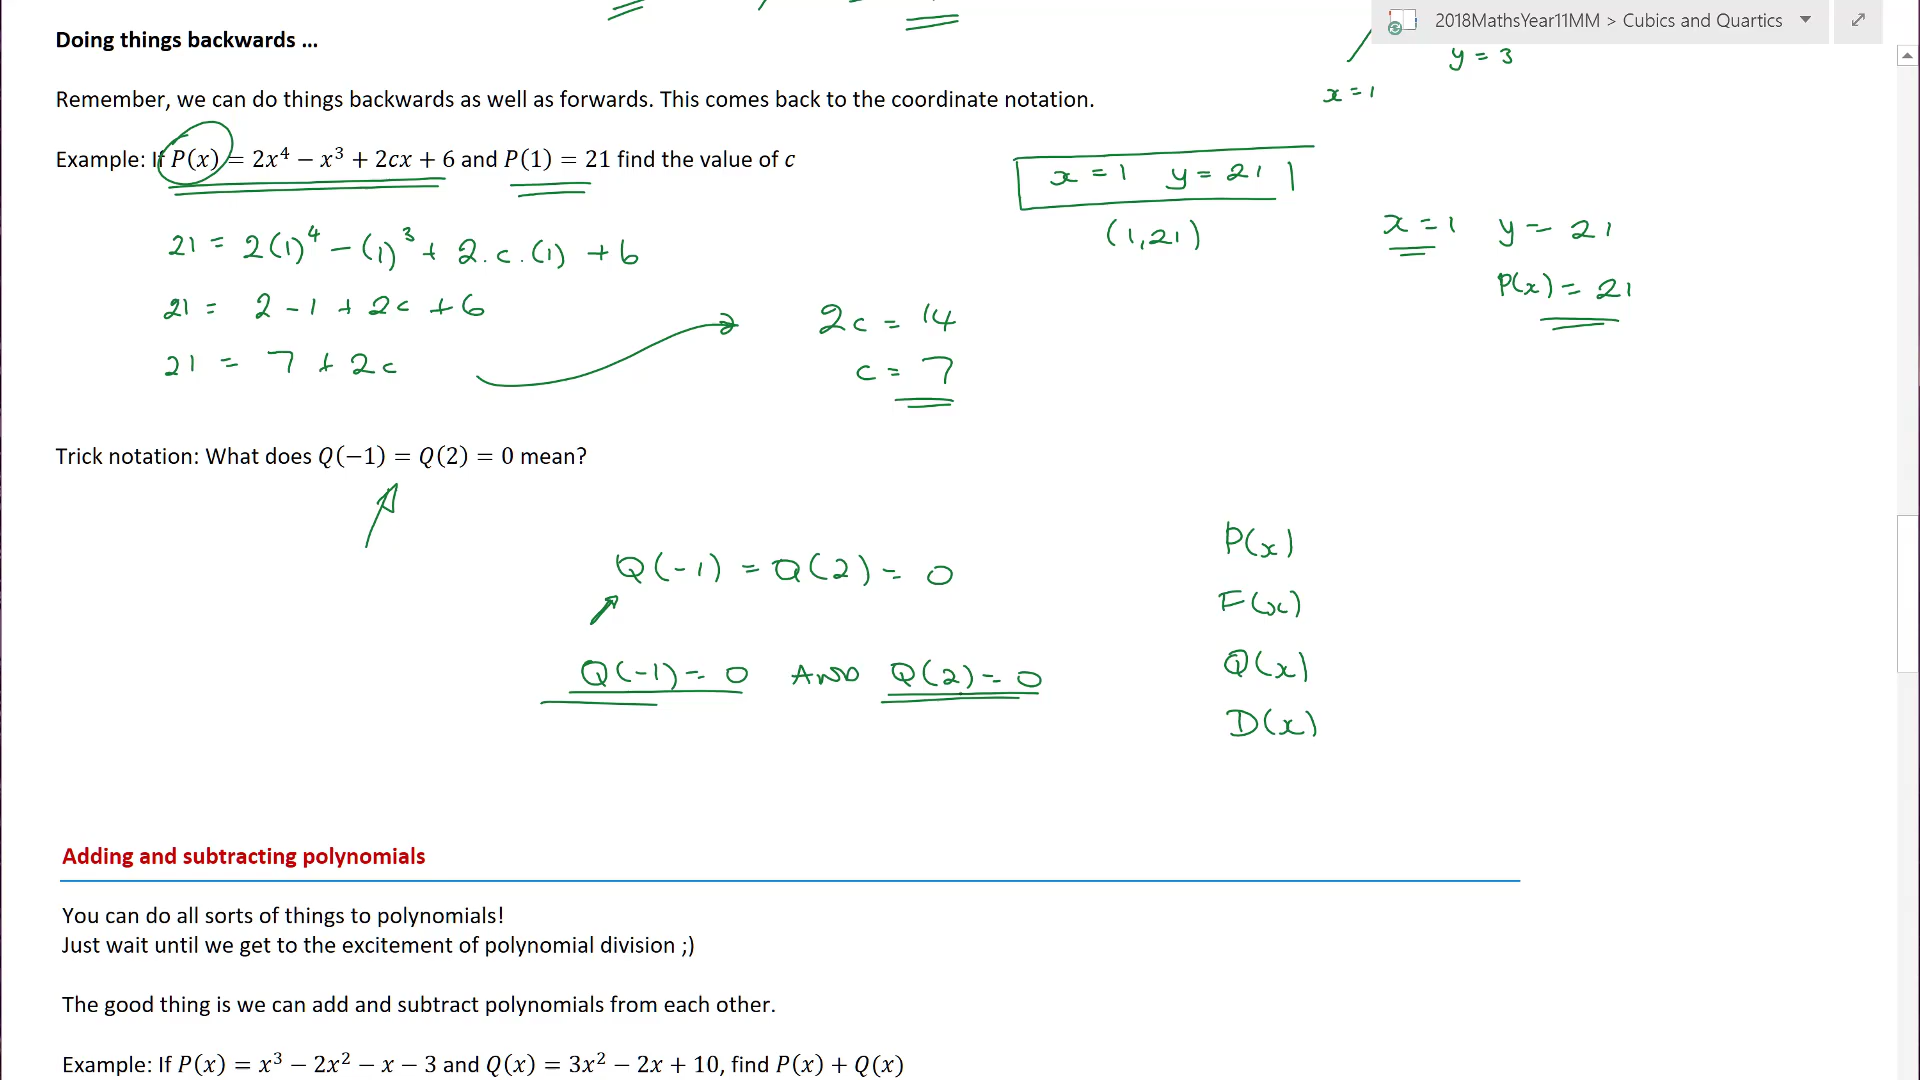 2018MathsYear11MM > Cubics and Quartics
Doing things backwards ...
y = 3
x = 1
Remember, we can do things backwards as well as forwards. This comes back to the coordinate notation.
Example: If P(x) = 2x⁴ − x³ + 2cx + 6 and P(1) = 21 find the value of c
x = 1 y = 21
(1,21)
x = 1 y = 21
P(x) = 21
21 = 2(1)⁴ − (1)³ + 2.c.(1) + 6
21 = 2 − 1 + 2c + 6
21 = 7 + 2c
2c = 14
c = 7
Trick notation: What does Q(−1) = Q(2) = 0 mean?
Q(-1) = Q(2) = 0
Q(-1) = 0 AND Q(2) = 0
P(x)
F(x)
Q(x)
D(x)
Adding and subtracting polynomials
You can do all sorts of things to polynomials!
Just wait until we get to the excitement of polynomial division ;)
The good thing is we can add and subtract polynomials from each other.
Example: If P(x) = x³ − 2x² − x − 3 and Q(x) = 3x² − 2x + 10, find P(x) + Q(x)